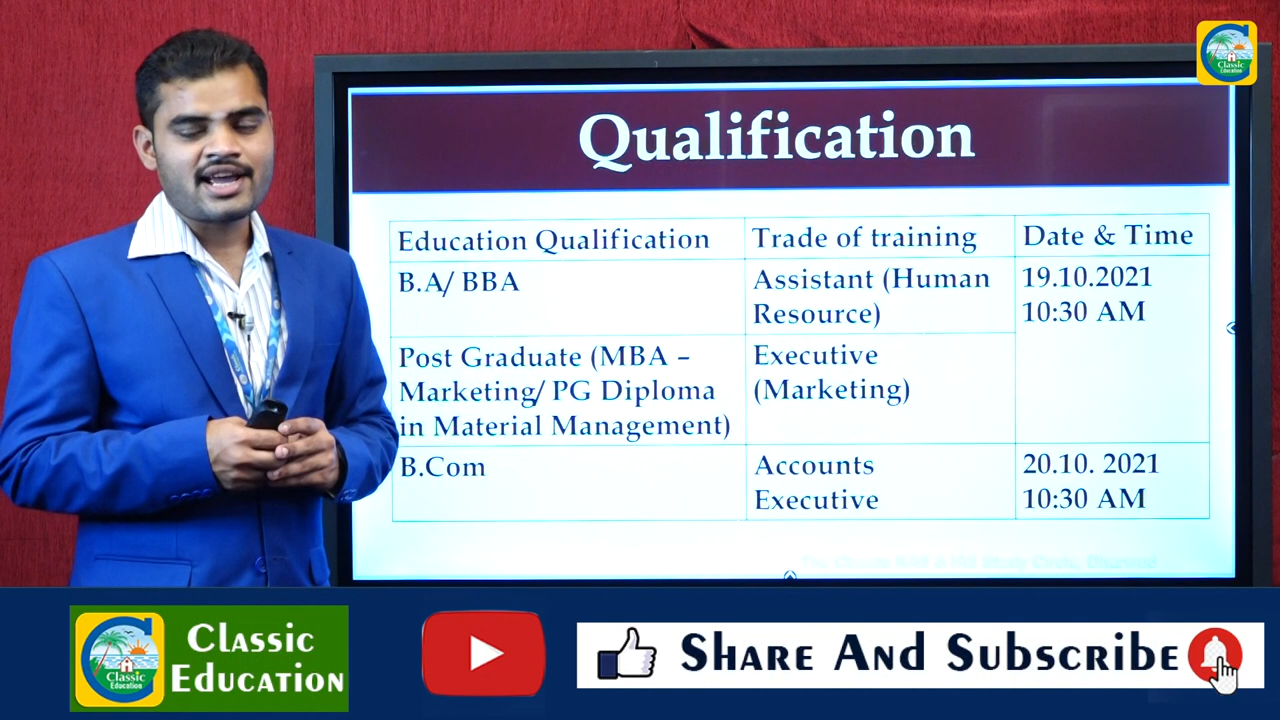 Classic
Education
Qualification
Education Qualification
Trade of training
Date & Time
B.A/ BBA
Assistant (Human
Resource)
19.10.2021
10:30 AM
Post Graduate (MBA –
Marketing/ PG Diploma
in Material Management)
Executive
(Marketing)
B.Com
Accounts
Executive
20.10. 2021
10:30 AM
Classic
Education
Classic
Education
Share And Subscribe